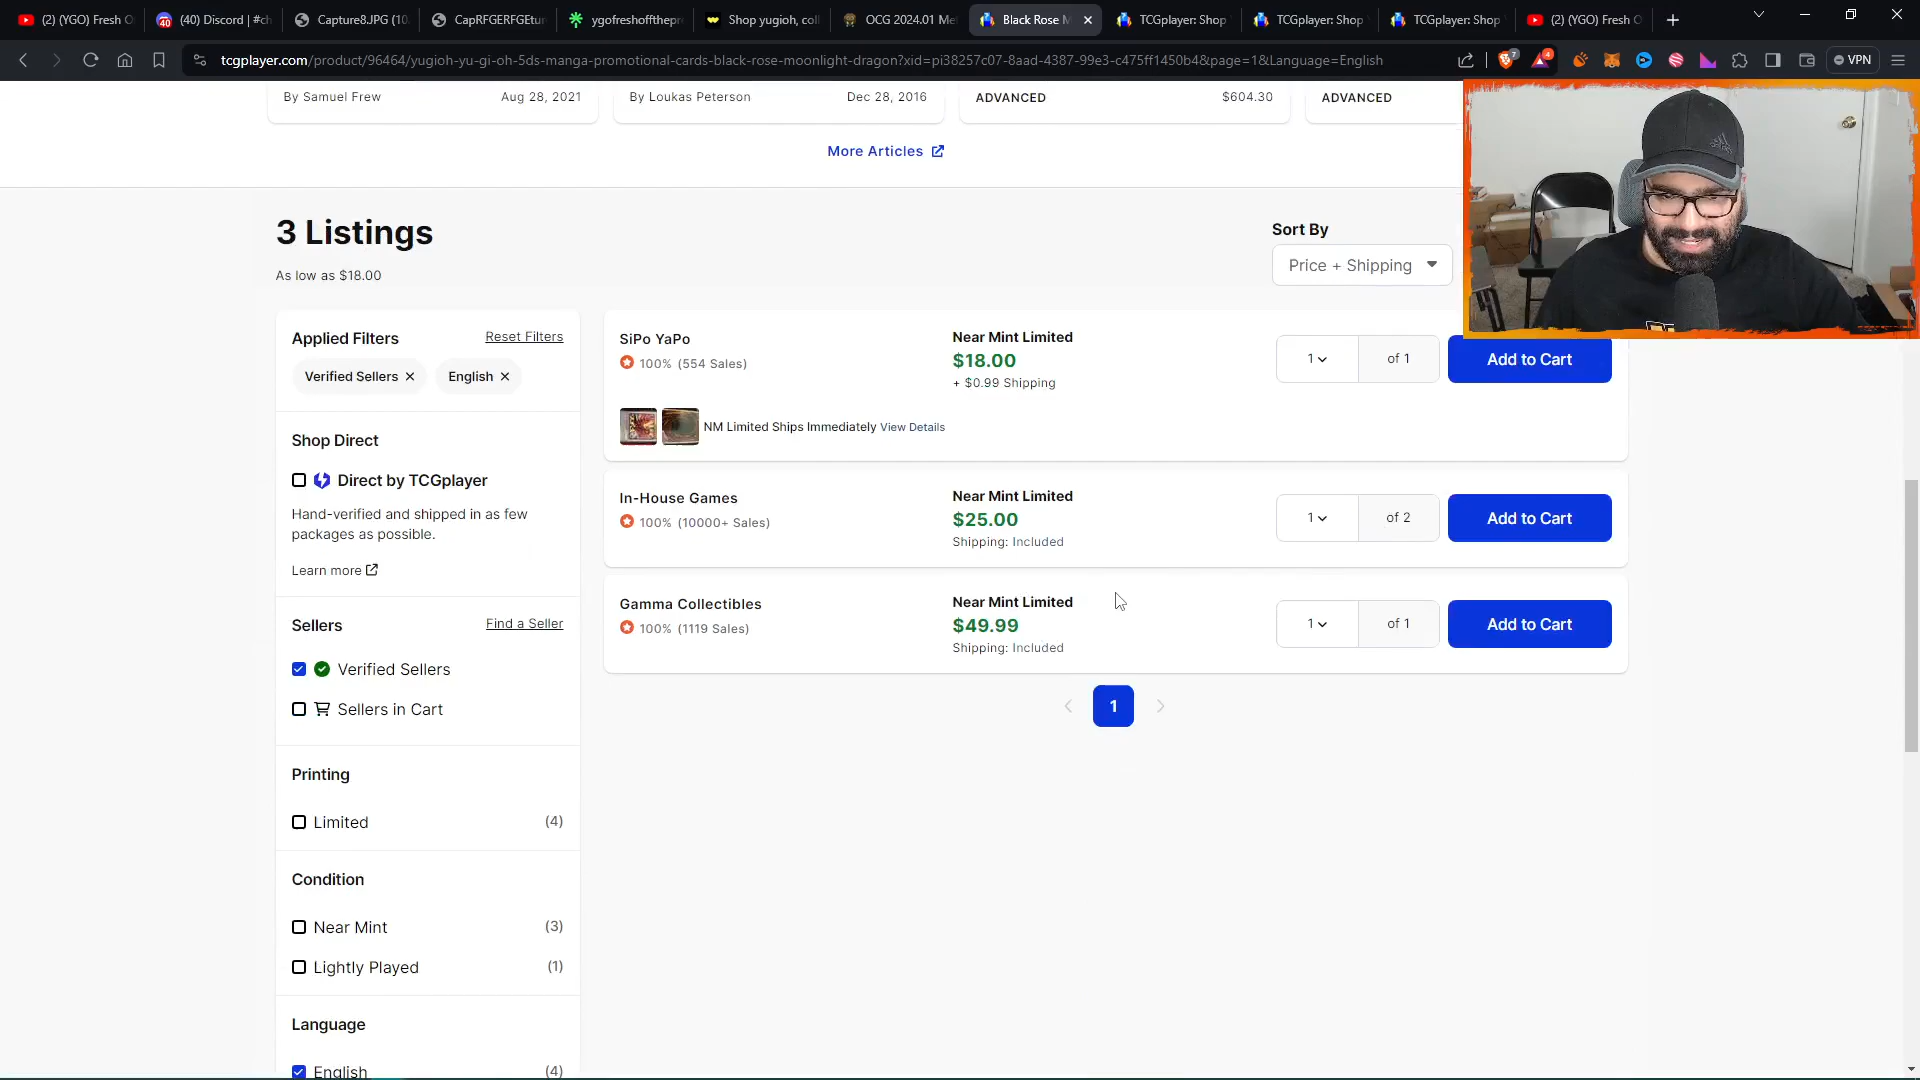 (2) (YGO) Fresh O
(40) Discord | #ch
Capture8JPG (10
CapRFGERFGEtu
ygofreshoffthepr
Shop yugioh, col
OCG 2024.01 Me
Black Rose M
TCGplayer: Shop
TCGplayer: Shop
TCGplayer: Shop
(2) (YGO) Fresh O
tcgplayer.com/product/96464/yugioh-yu-gi-oh-5ds-manga-promotional-cards-black-rose-moonlight-dragon?xid=pi38257c07-8aad-4387-99e3-c475ff1450b4&page=1&Language=English
VPN
By Samuel Frew Aug 28, 2021
By Loukas Peterson Dec 28, 2016
ADVANCED $604.30
ADVANCED
More Articles
3 Listings
As low as $18.00
Sort By
Price + Shipping
Applied Filters Reset Filters
Verified Sellers × English ×
Shop Direct
Direct by TCGplayer
Hand-verified and shipped in as few
packages as possible.
Learn more
Sellers Find a Seller
Verified Sellers
Sellers in Cart
Printing
Limited (4)
Condition
Near Mint (3)
Lightly Played (1)
Language
English (4)
SiPo YaPo
100% (554 Sales)
Near Mint Limited
$18.00
+ $0.99 Shipping
1 of 1
Add to Cart
NM Limited Ships Immediately View Details
In-House Games
100% (10000+ Sales)
Near Mint Limited
$25.00
Shipping: Included
1 of 2
Add to Cart
Gamma Collectibles
100% (1119 Sales)
Near Mint Limited
$49.99
Shipping: Included
1 of 1
Add to Cart
1